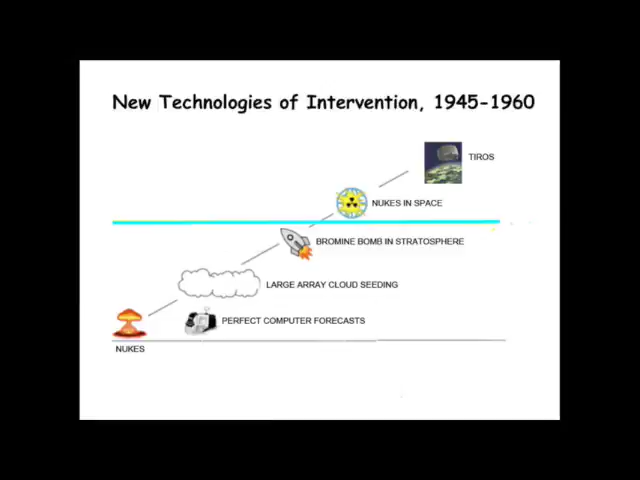 New Technologies of Intervention, 1945-1960
TIROS
NUKES IN SPACE
BROMINE BOMB IN STRATOSPHERE
LARGE ARRAY CLOUD SEEDING
PERFECT COMPUTER FORECASTS
NUKES